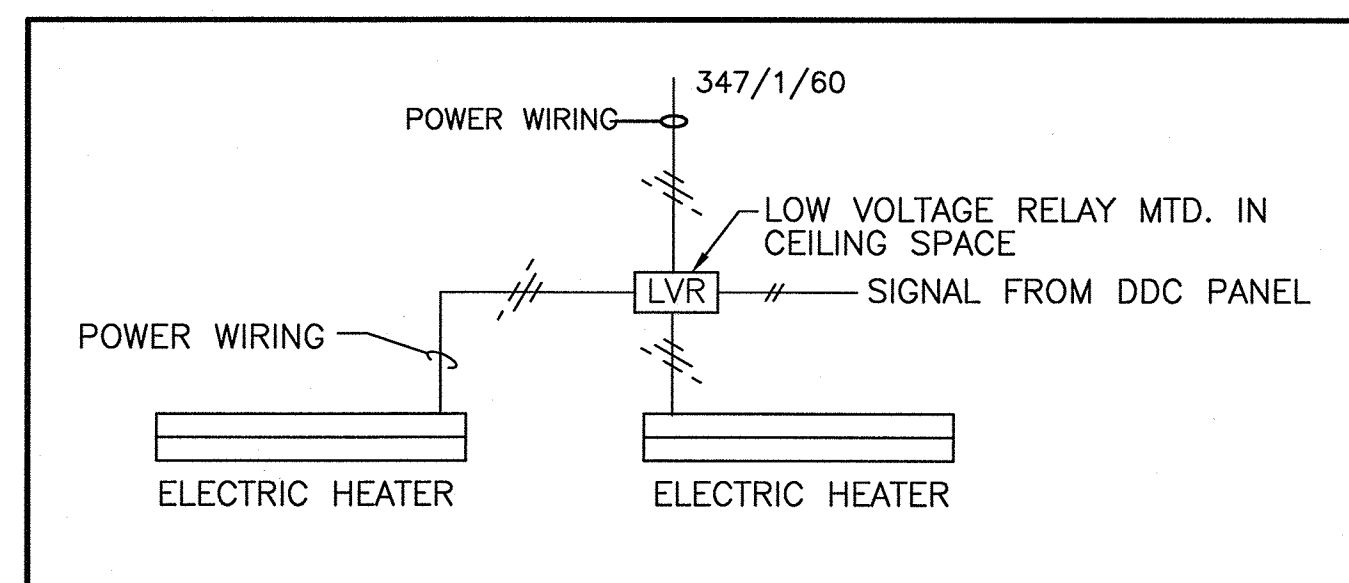 347/1/60
POWER WIRING
LOW VOLTAGE RELAY MTD. IN
CEILING SPACE
LVR
SIGNAL FROM DDC PANEL
POWER WIRING
ELECTRIC HEATER
ELECTRIC HEATER